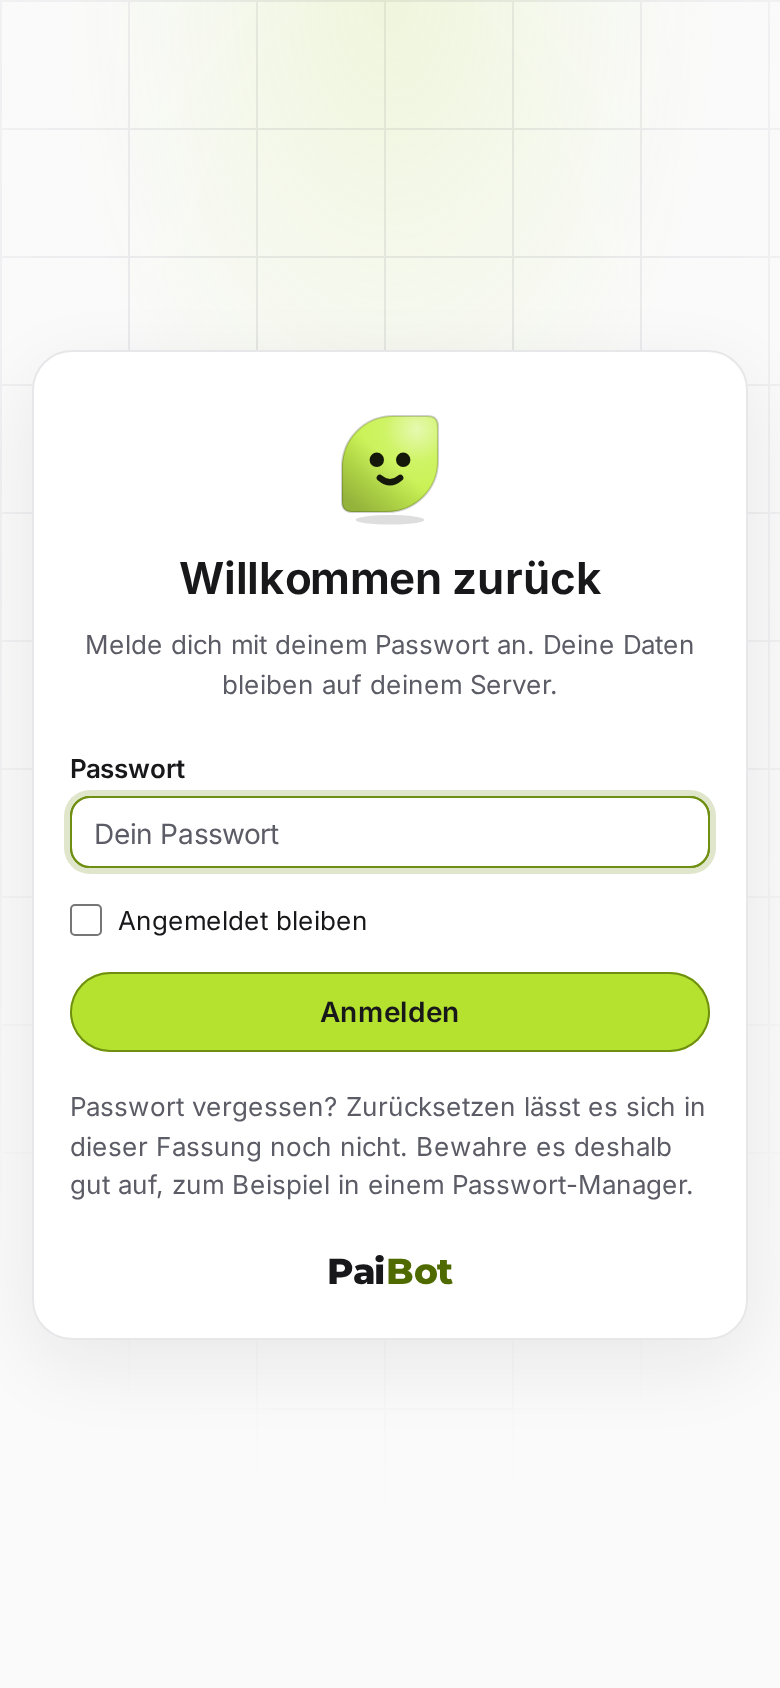 Willkommen zurück
Melde dich mit deinem Passwort an. Deine Daten
bleiben auf deinem Server.
Passwort
Dein Passwort
Angemeldet bleiben
Anmelden
Passwort vergessen? Zurücksetzen lässt es sich in
dieser Fassung noch nicht. Bewahre es deshalb
gut auf, zum Beispiel in einem Passwort-Manager.
PaiBot